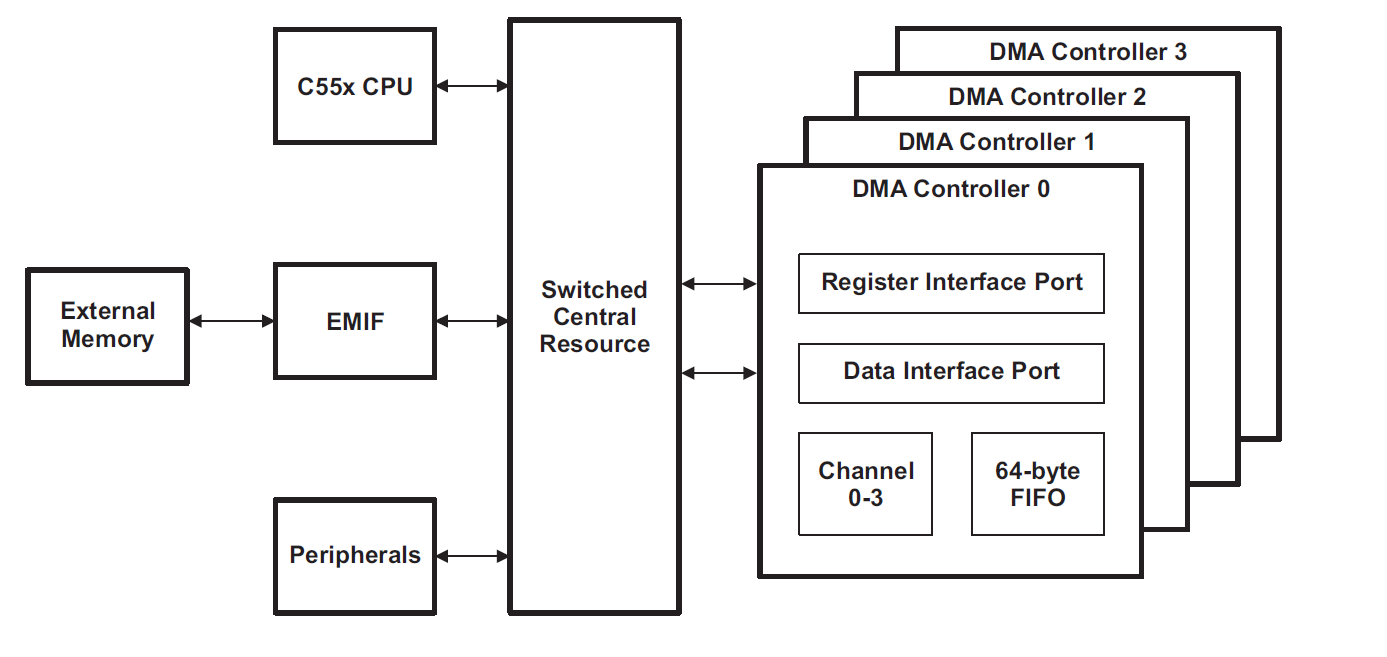 C55x CPU
External
Memory
EMIF
Peripherals
Switched
Central
Resource
DMA Controller 3
DMA Controller 2
DMA Controller 1
DMA Controller 0
Register Interface Port
Data Interface Port
Channel
0-3
64-byte
FIFO